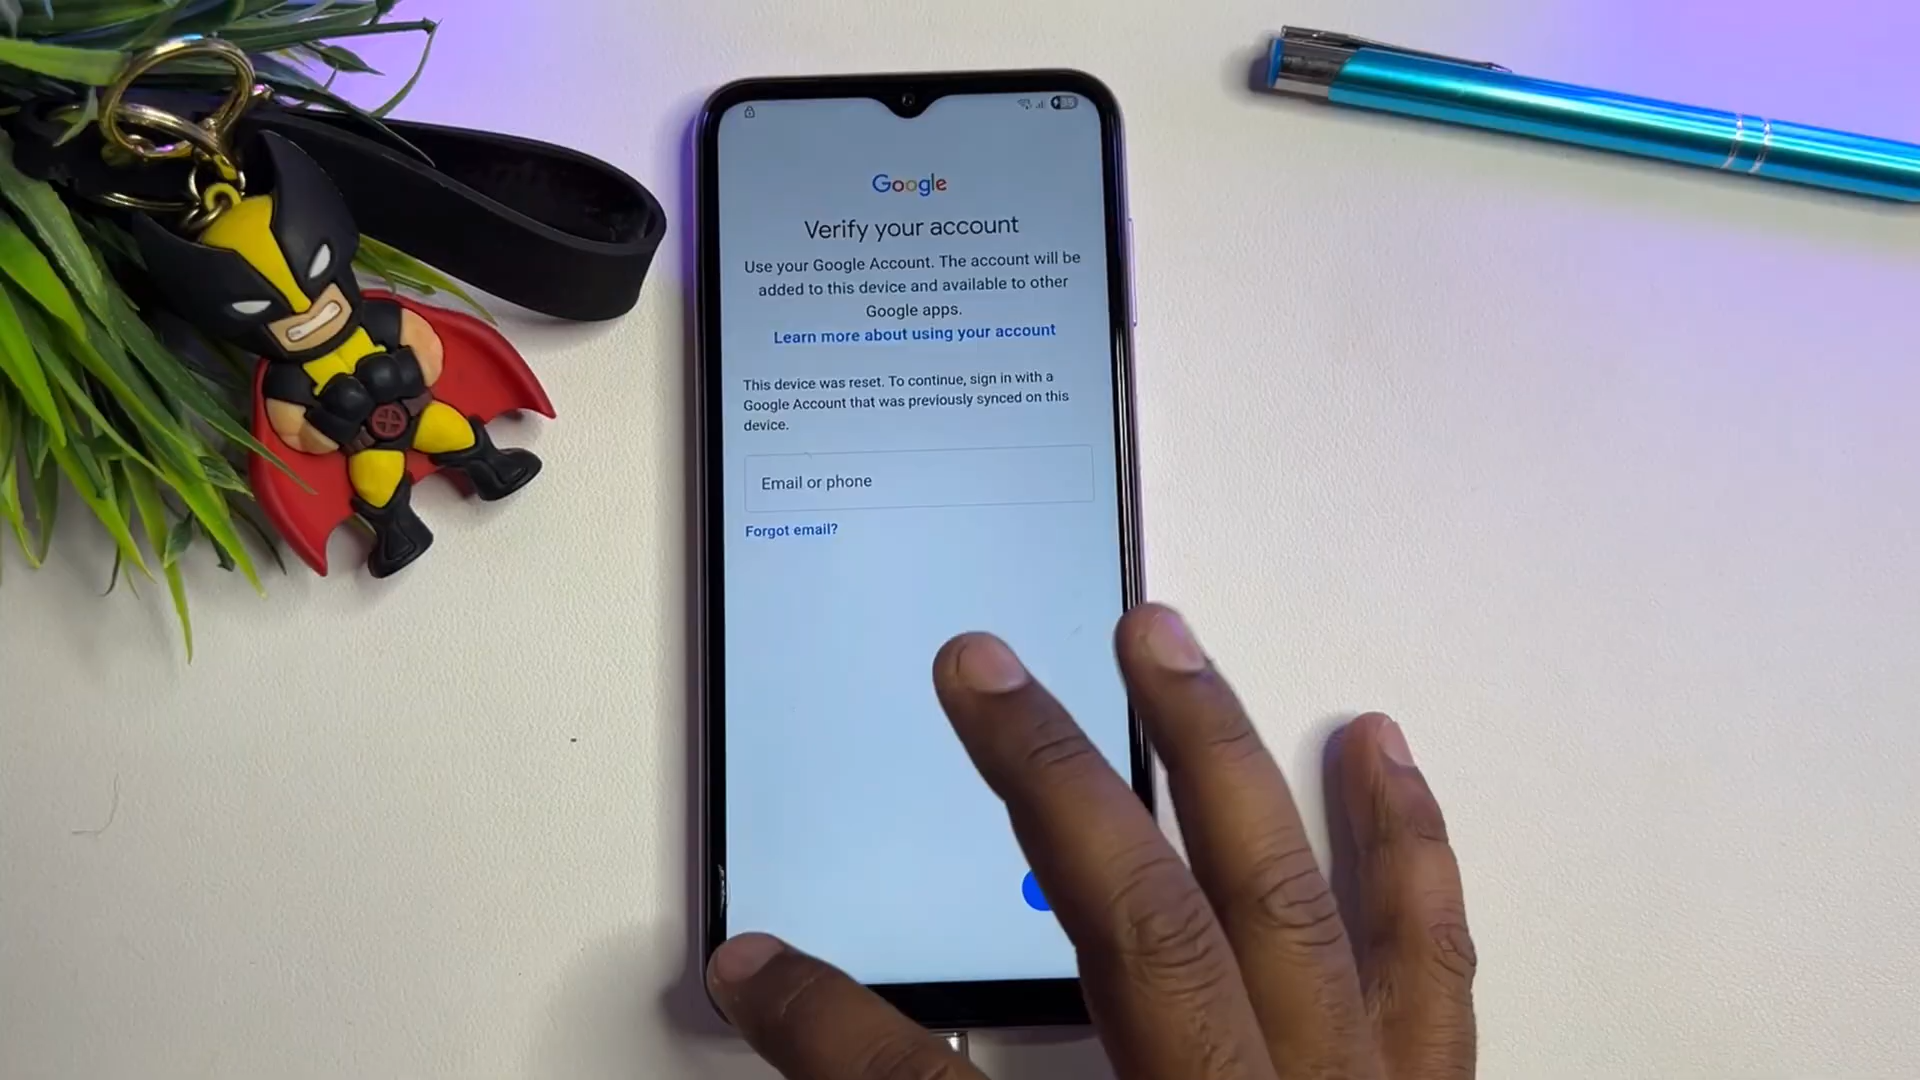 Google
Verify your account
Use your Google Account. The account will be
added to this device and available to other
Google apps.
Learn more about using your account
This device was reset. To continue, sign in with a
Google Account that was previously synced on this
device.
Email or phone
Forgot email?